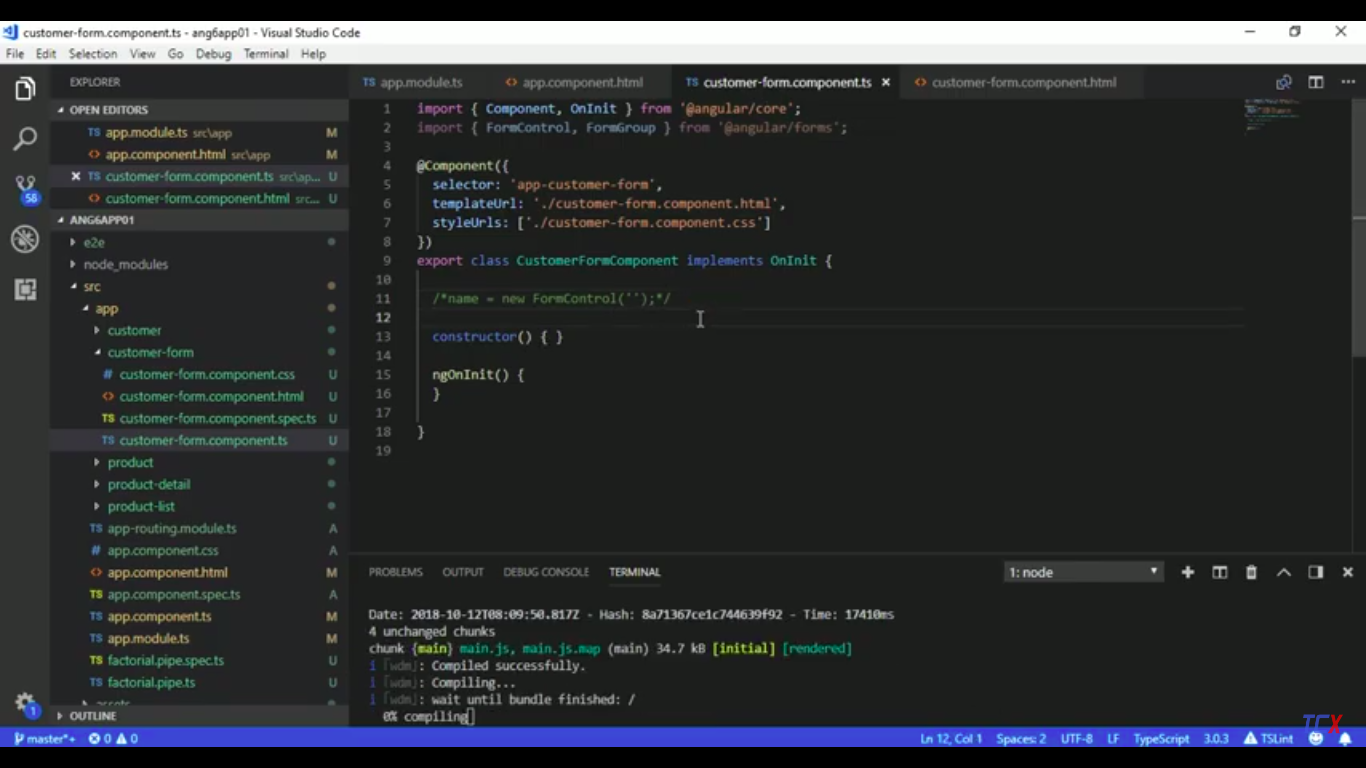 customer-form.component.ts - ang6app01 - Visual Studio Code
File Edit Selection View Go Debug Terminal Help
EXPLORER
OPEN EDITORS
TS app.module.ts src\app M
<> app.component.html src\app M
× TS customer-form.component.ts src\ap... U
<> customer-form.component.html src... U
58
ANG6APP01
e2e
node_modules
src
app
customer
customer-form
# customer-form.component.css U
<> customer-form.component.html U
TS customer-form.component.spec.ts U
TS customer-form.component.ts U
product
product-detail
product-list
TS app-routing.module.ts A
# app.component.css A
<> app.component.html M
TS app.component.spec.ts A
TS app.component.ts M
TS app.module.ts M
TS factorial.pipe.spec.ts U
TS factorial.pipe.ts U
assets
1
OUTLINE
TS app.module.ts <> app.component.html TS customer-form.component.ts × <> customer-form.component.html
1 import { Component, OnInit } from '@angular/core';
2 import { FormControl, FormGroup } from '@angular/forms';
3
4 @Component({
5 selector: 'app-customer-form',
6 templateUrl: './customer-form.component.html',
7 styleUrls: ['./customer-form.component.css']
8 })
9 export class CustomerFormComponent implements OnInit {
10
11 /*name = new FormControl('');*/
12
13 constructor() { }
14
15 ngOnInit() {
16 }
17
18 }
19
PROBLEMS OUTPUT DEBUG CONSOLE TERMINAL 1: node
Date: 2018-10-12T08:09:50.817Z - Hash: 8a71367ce1c744639f92 - Time: 17410ms
4 unchanged chunks
chunk {main} main.js, main.js.map (main) 34.7 kB [initial] [rendered]
i ｢wdm｣: Compiled successfully.
i ｢wdm｣: Compiling...
i ｢wdm｣: wait until bundle finished: /
0% compiling
TCX
master*+ 0 0 Ln 12, Col 1 Spaces: 2 UTF-8 LF TypeScript 3.0.3 TSLint